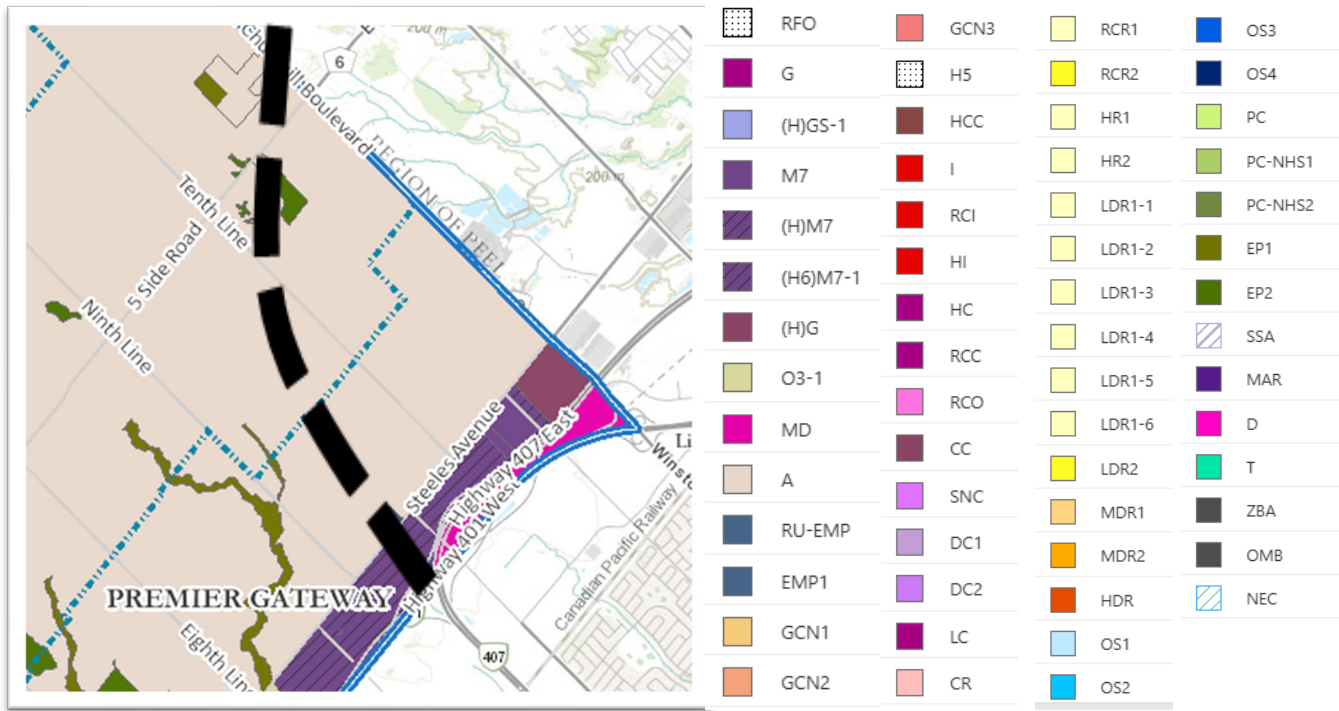 200 m
6
Boulevard
REGION OF PEEL
200 m
Tenth Line
5 Side Road
Ninth Line
Steeles Avenue
Highway 407 East
Highway 401 West
Li
Winst
Canadian Pacific Railway
PREMIER GATEWAY
Eighth Line
407
RFO
G
(H)GS-1
M7
(H)M7
(H6)M7-1
(H)G
O3-1
MD
A
RU-EMP
EMP1
GCN1
GCN2
GCN3
H5
HCC
I
RCI
HI
HC
RCC
RCO
CC
SNC
DC1
DC2
LC
CR
RCR1
RCR2
HR1
HR2
LDR1-1
LDR1-2
LDR1-3
LDR1-4
LDR1-5
LDR1-6
LDR2
MDR1
MDR2
HDR
OS1
OS2
OS3
OS4
PC
PC-NHS1
PC-NHS2
EP1
EP2
SSA
MAR
D
T
ZBA
OMB
NEC